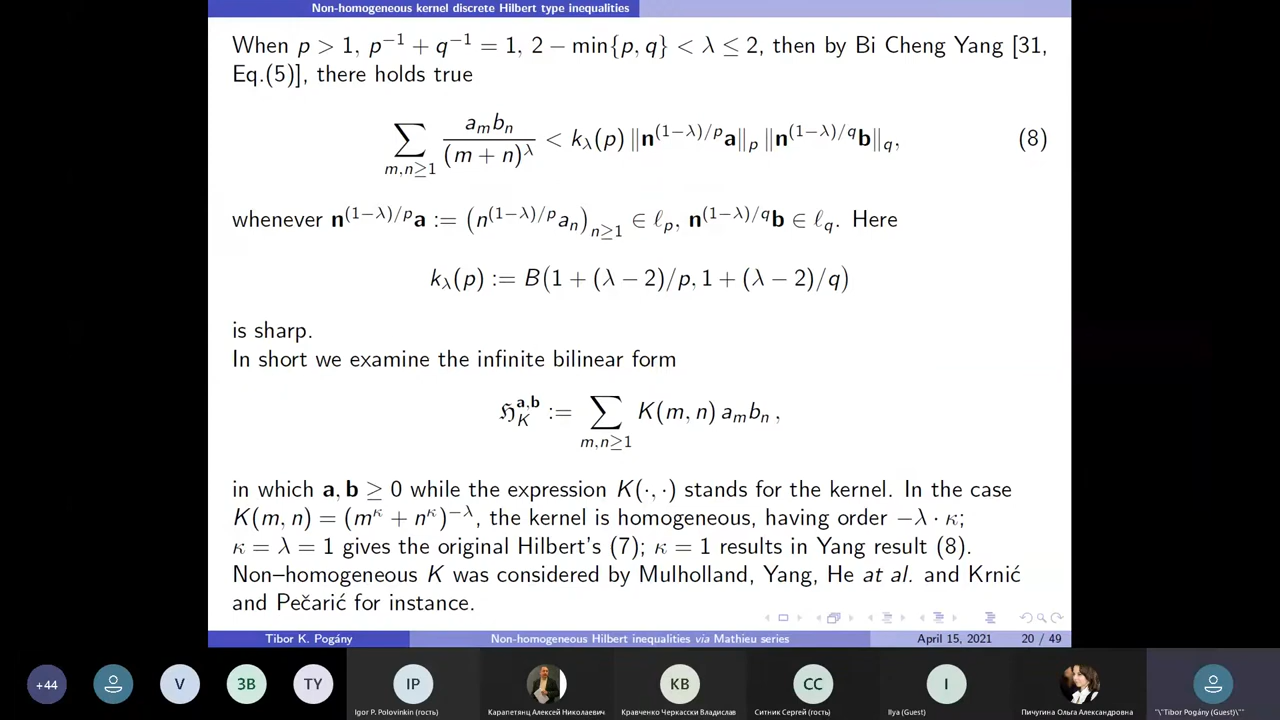 Non-homogeneous kernel discrete Hilbert type inequalities
When p > 1, p⁻¹ + q⁻¹ = 1, 2 − min{p, q} < λ ≤ 2, then by Bi Cheng Yang [31,
Eq.(5)], there holds true
∑_{m,n≥1} a_m b_n / (m + n)^λ < k_λ(p) ‖n^{(1−λ)/p}a‖_p ‖n^{(1−λ)/q}b‖_q, (8)
whenever n^{(1−λ)/p}a := (n^{(1−λ)/p}a_n)_{n≥1} ∈ ℓ_p, n^{(1−λ)/q}b ∈ ℓ_q. Here
k_λ(p) := B(1 + (λ − 2)/p, 1 + (λ − 2)/q)
is sharp.
In short we examine the infinite bilinear form
ℌ_K^{a,b} := ∑_{m,n≥1} K(m, n) a_m b_n ,
in which a, b ≥ 0 while the expression K(·, ·) stands for the kernel. In the case
K(m, n) = (m^κ + n^κ)^{−λ}, the kernel is homogeneous, having order −λ · κ;
κ = λ = 1 gives the original Hilbert's (7); κ = 1 results in Yang result (8).
Non–homogeneous K was considered by Mulholland, Yang, He at al. and Krnić
and Pečarić for instance.
Tibor K. Pogány Non-homogeneous Hilbert inequalities via Mathieu series April 15, 2021 20 / 49
+44 V ЗВ TY IP КВ СС I
Igor P. Polovinkin (гость) Карапетянц Алексей Николаевич Кравченко Черкасски Владислав Ситник Сергей (гость) Ilya (Guest) Пичугина Ольга Александровна "\"Tibor Pogány (Guest)\""